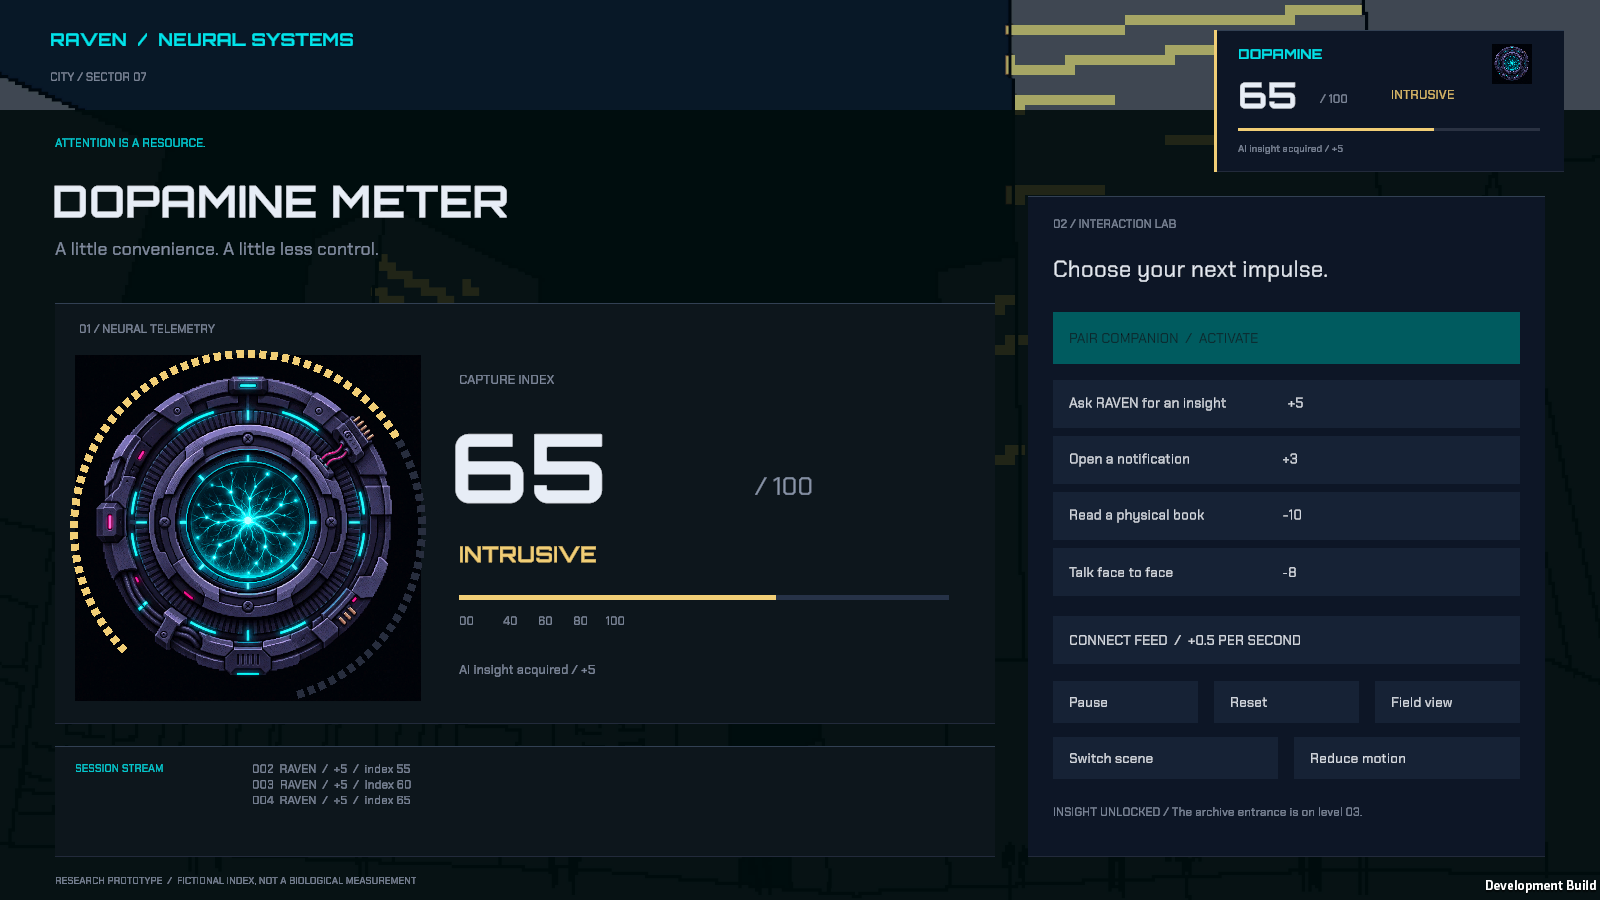 RAVEN / NEURAL SYSTEMS
CITY / SECTOR 07
DOPAMINE
65 / 100 INTRUSIVE
AI insight acquired / +5
ATTENTION IS A RESOURCE.
DOPAMINE METER
A little convenience. A little less control.
01 / NEURAL TELEMETRY
CAPTURE INDEX
65 / 100
INTRUSIVE
00 40 60 80 100
AI insight acquired / +5
SESSION STREAM
002 RAVEN / +5 / index 55
003 RAVEN / +5 / index 60
004 RAVEN / +5 / index 65
02 / INTERACTION LAB
Choose your next impulse.
PAIR COMPANION / ACTIVATE
Ask RAVEN for an insight +5
Open a notification +3
Read a physical book -10
Talk face to face -8
CONNECT FEED / +0.5 PER SECOND
Pause Reset Field view
Switch scene Reduce motion
INSIGHT UNLOCKED / The archive entrance is on level 03.
RESEARCH PROTOTYPE / FICTIONAL INDEX, NOT A BIOLOGICAL MEASUREMENT
Development Build